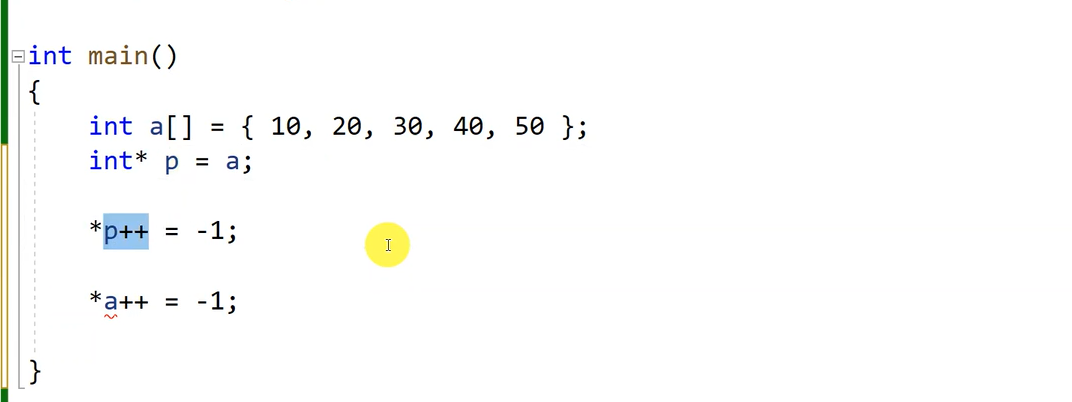 int main()
{
int a[] = { 10, 20, 30, 40, 50 };
int* p = a;
*p++ = -1;
*a++ = -1;
}